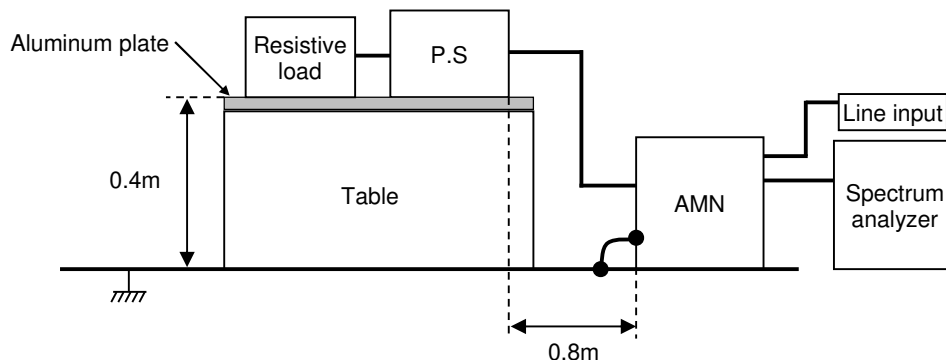 Aluminum plate
Resistive
load
P.S
Line input
0.4m
Table
AMN
Spectrum
analyzer
0.8m